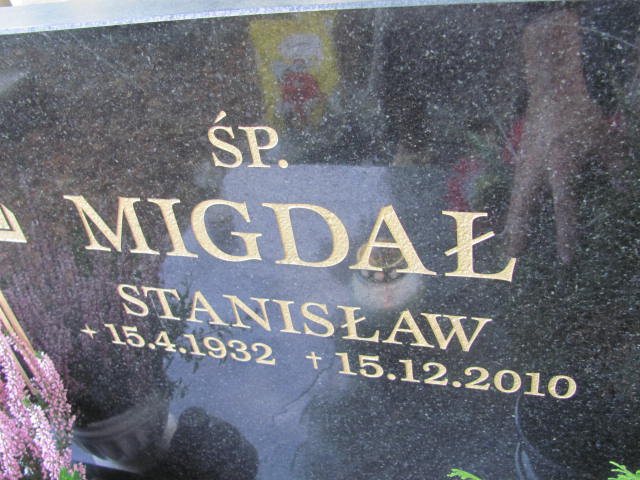 ŚP.
MIGDAŁ
STANISŁAW
+ 15.4.1932 † 15.12.2010